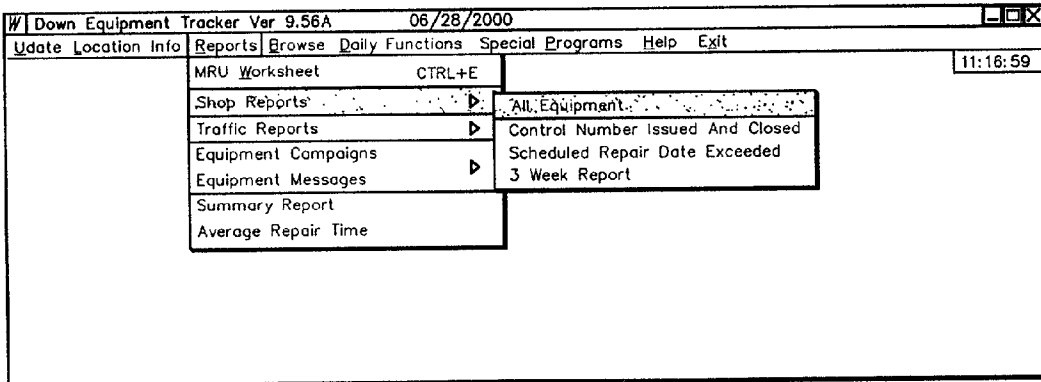 W Down Equipment Tracker Ver 9.56A 06/28/2000
Udate Location Info Reports Browse Daily Functions Special Programs Help Exit
11:16:59
MRU Worksheet CTRL+E
Shop Reports
Traffic Reports
Equipment Campaigns
Equipment Messages
Summary Report
Average Repair Time
All Equipment
Control Number Issued And Closed
Scheduled Repair Date Exceeded
3 Week Report